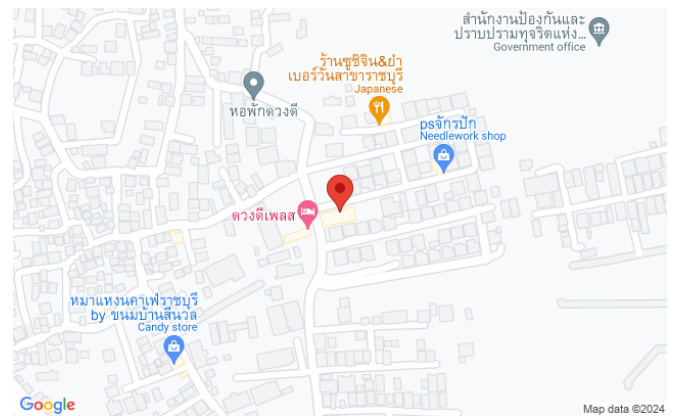 สำนักงานป้องกันและ
ปราบปรามทุจริตแห่ง...
Government office
ร้านซูชิจิน&ยำ
เบอร์วันสาขาราชบุรี
Japanese
หอพักดวงดี
psจักรปัก
Needlework shop
ดวงดีเพลส
หมาแหงนคาเฟ่ราชบุรี
by ขนมบ้านสีนวล
Candy store
Google
Map data ©2024